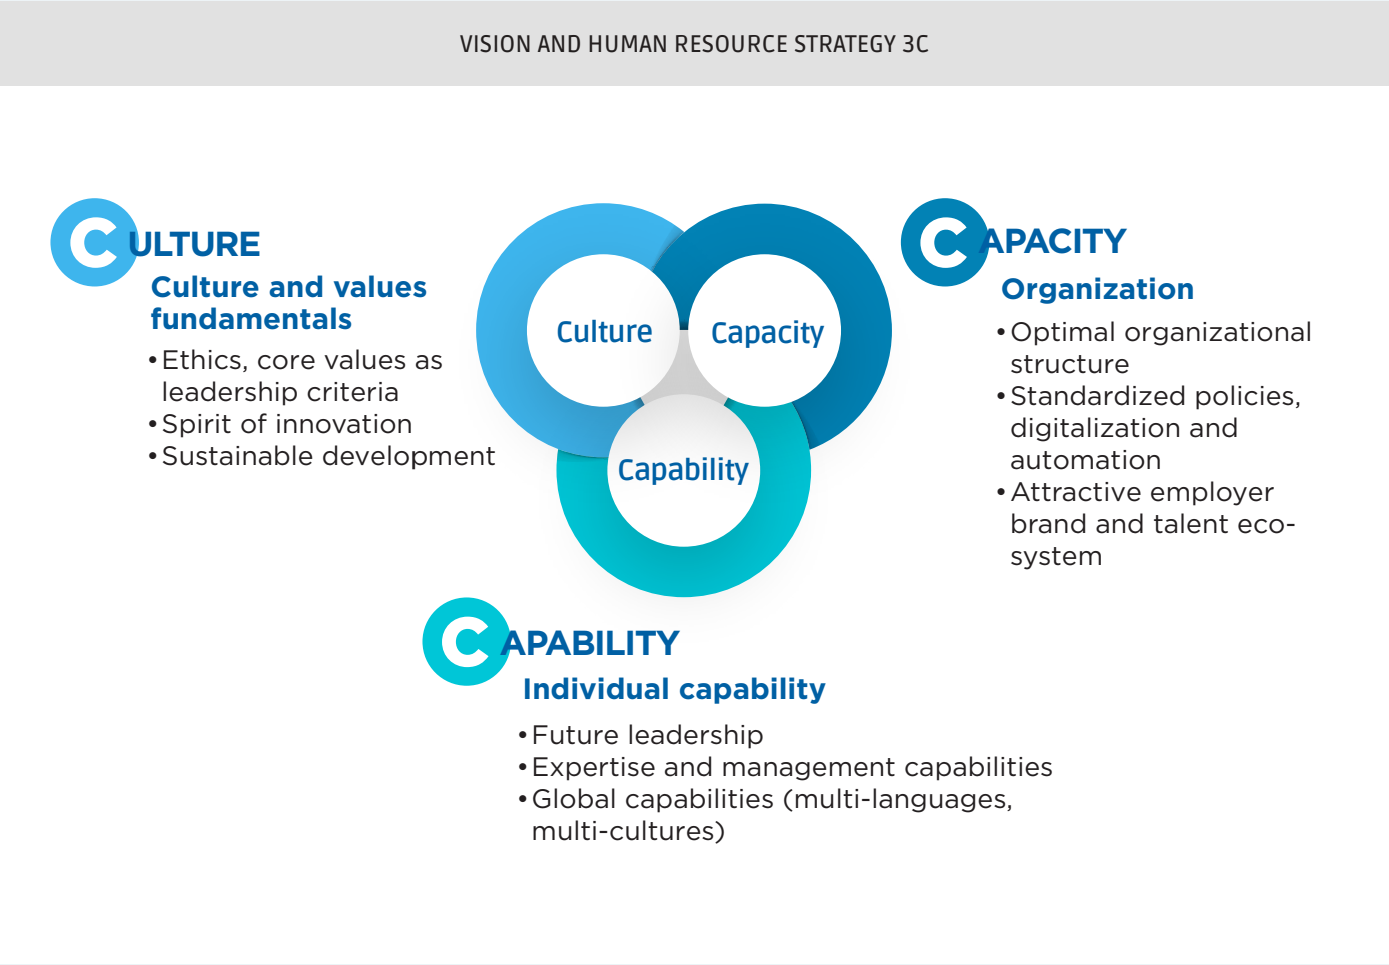 VISION AND HUMAN RESOURCE STRATEGY 3C
CULTURE
Culture and values
fundamentals
•Ethics, core values as
leadership criteria
•Spirit of innovation
•Sustainable development
Culture
Capacity
Capability
CAPACITY
Organization
•Optimal organizational
structure
•Standardized policies,
digitalization and
automation
•Attractive employer
brand and talent eco-
system
CAPABILITY
Individual capability
•Future leadership
•Expertise and management capabilities
•Global capabilities (multi-languages,
multi-cultures)